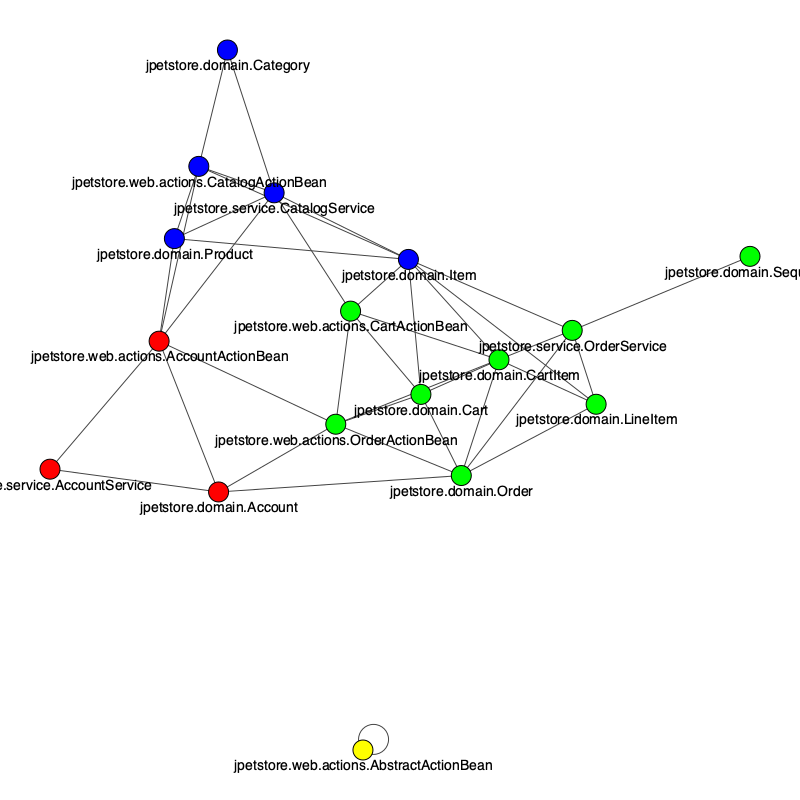 jpetstore.domain.Category
jpetstore.web.actions.CatalogActionBean
jpetstore.service.CatalogService
jpetstore.domain.Product
jpetstore.domain.Item
jpetstore.domain.Sequ
jpetstore.web.actions.CartActionBean
jpetstore.service.OrderService
jpetstore.web.actions.AccountActionBean
jpetstore.domain.CartItem
jpetstore.domain.Cart
jpetstore.domain.LineItem
jpetstore.web.actions.OrderActionBean
e.service.AccountService
jpetstore.domain.Order
jpetstore.domain.Account
jpetstore.web.actions.AbstractActionBean